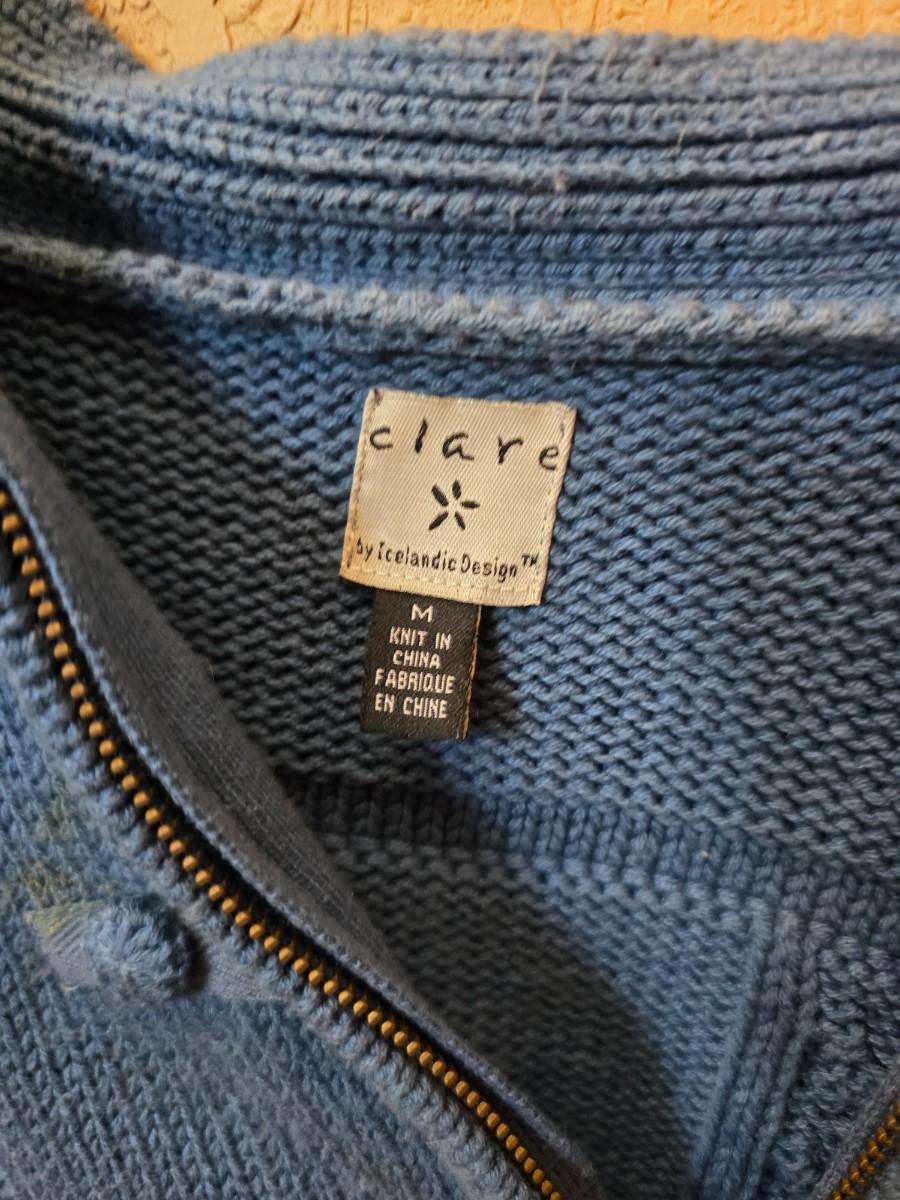 clare
by Icelandic Design™
M
KNIT IN
CHINA
FABRIQUE
EN CHINE